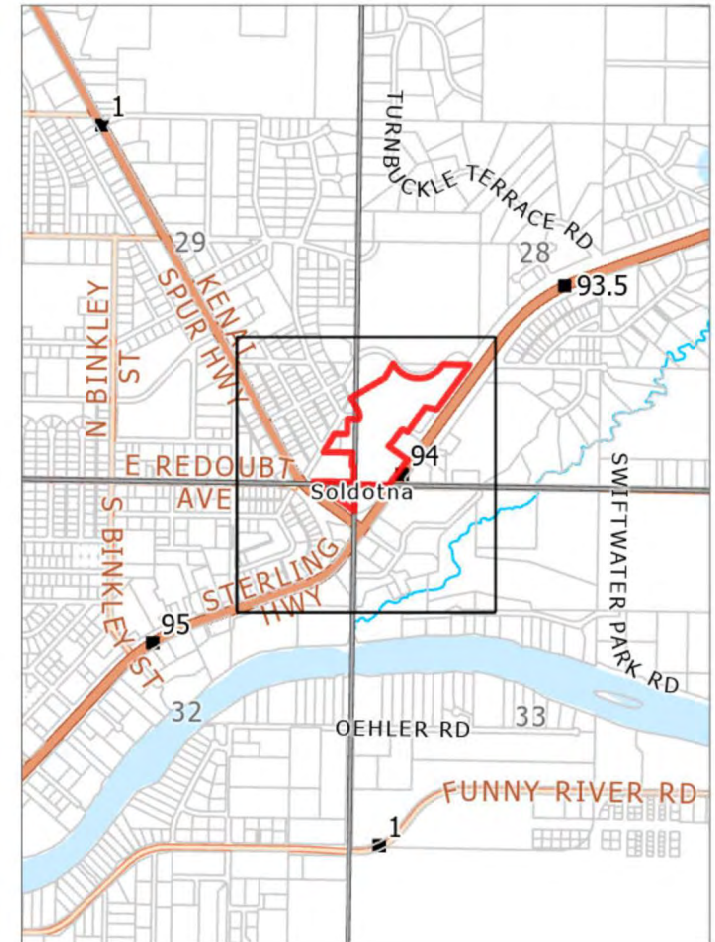 1
TURNBUCKLE TERRACE RD
29
28
93.5
KENAI
SPUR HWY
N BINKLEY
ST
94
E REDOUBT
AVE
Soldotna
SWIFTWATER PARK RD
S BINKLEY ST
STERLING
HWY
95
32
33
OEHLER RD
FUNNY RIVER RD
1